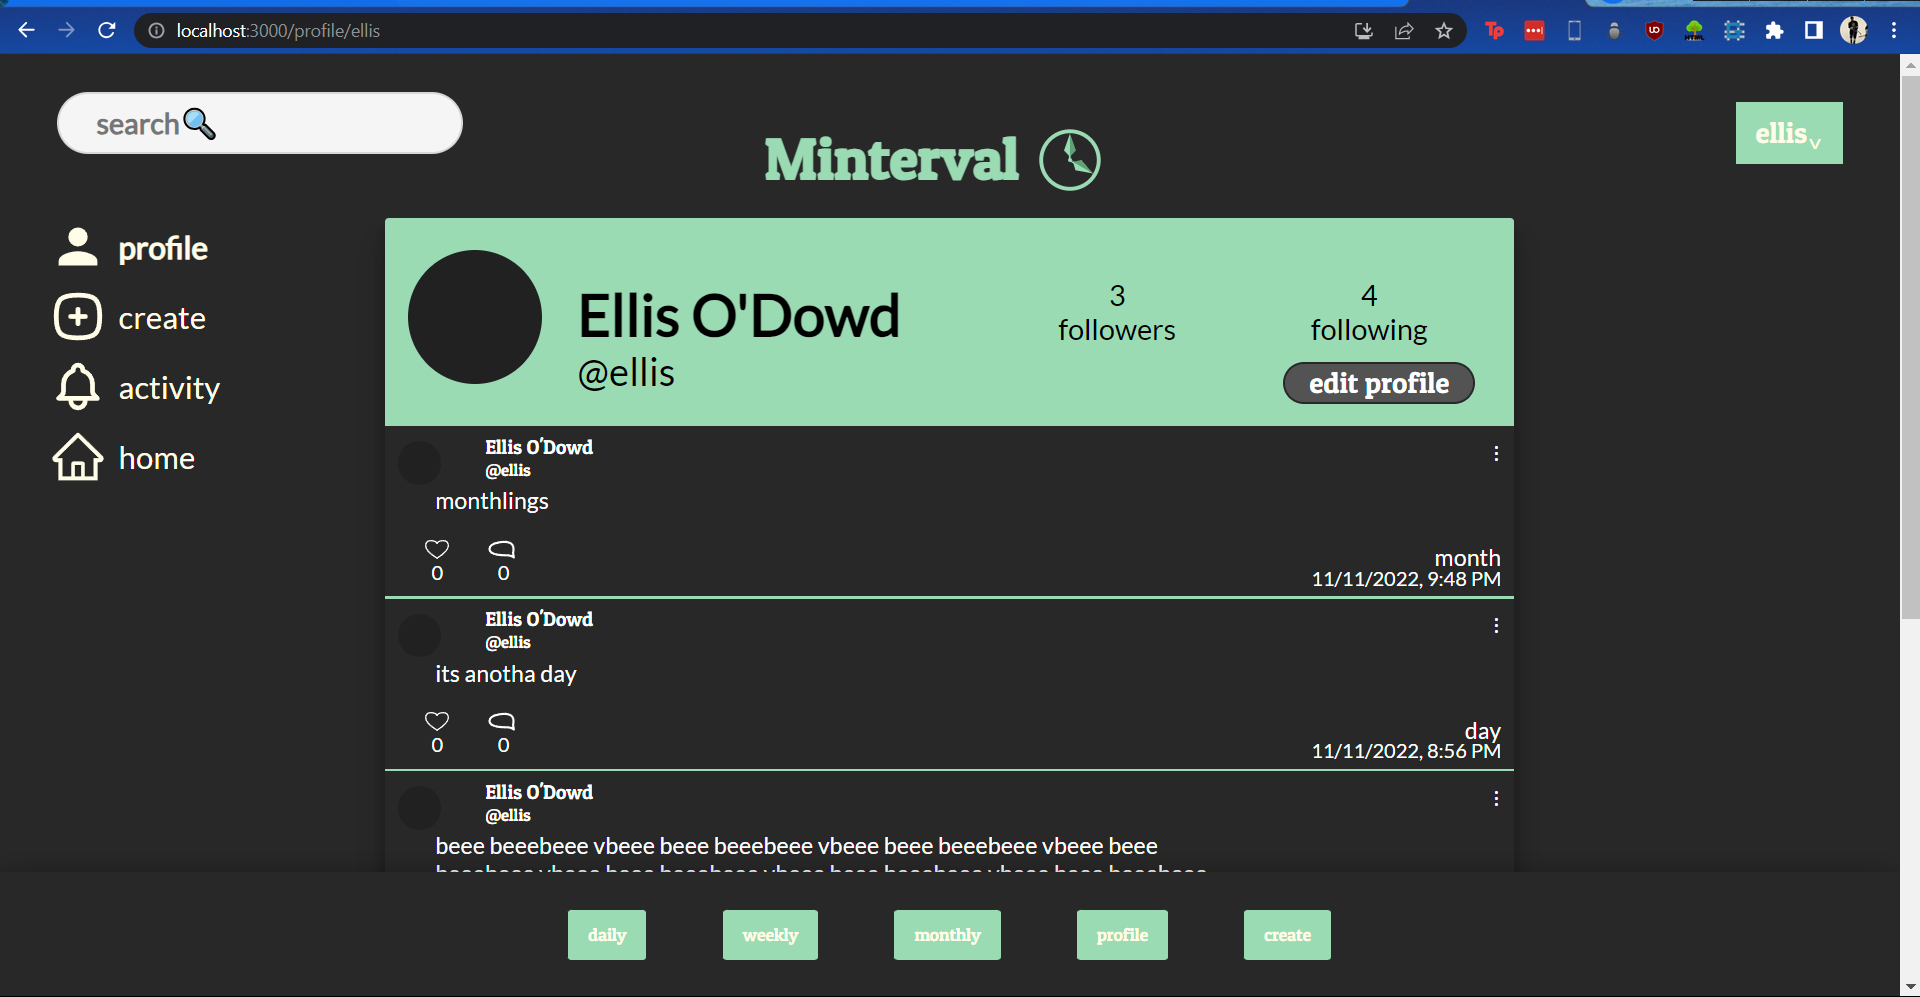 localhost:3000/profile/ellis
search
Minterval
ellis
profile
create
activity
home
Ellis O'Dowd
@ellis
3
followers
4
following
edit profile
Ellis O'Dowd
@ellis
monthlings
0
0
month
11/11/2022, 9:48 PM
Ellis O'Dowd
@ellis
its anotha day
0
0
day
11/11/2022, 8:56 PM
Ellis O'Dowd
@ellis
beee beeebeee vbeee beee beeebeee vbeee beee beeebeee vbeee beee
daily
weekly
monthly
profile
create